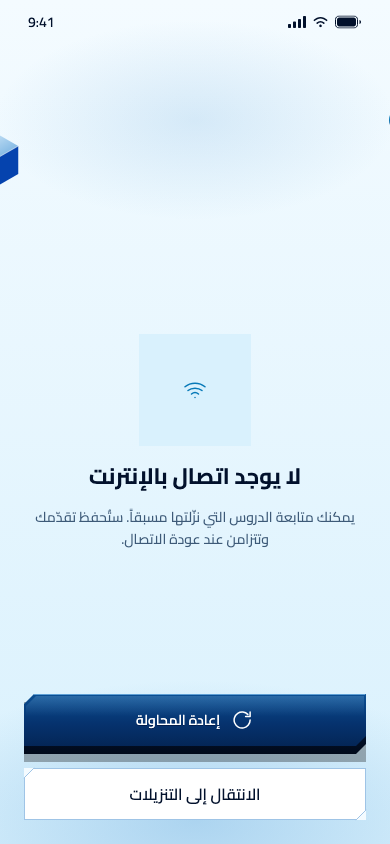 9:41
لا يوجد اتصال بالإنترنت
يمكنك متابعة الدروس التي نزّلتها مسبقاً. ستُحفظ تقدّمك
وتتزامن عند عودة الاتصال.
إعادة المحاولة
الانتقال إلى التنزيلات